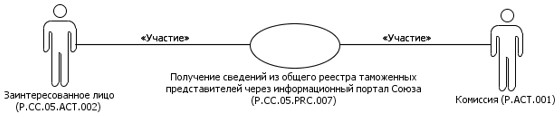 «Участие»
«Участие»
Получение сведений из общего реестра таможенных
представителей через информационный портал Союза
(P.CC.05.PRC.007)
Заинтересованное лицо
(P.CC.05.ACT.002)
Комиссия (P.ACT.001)